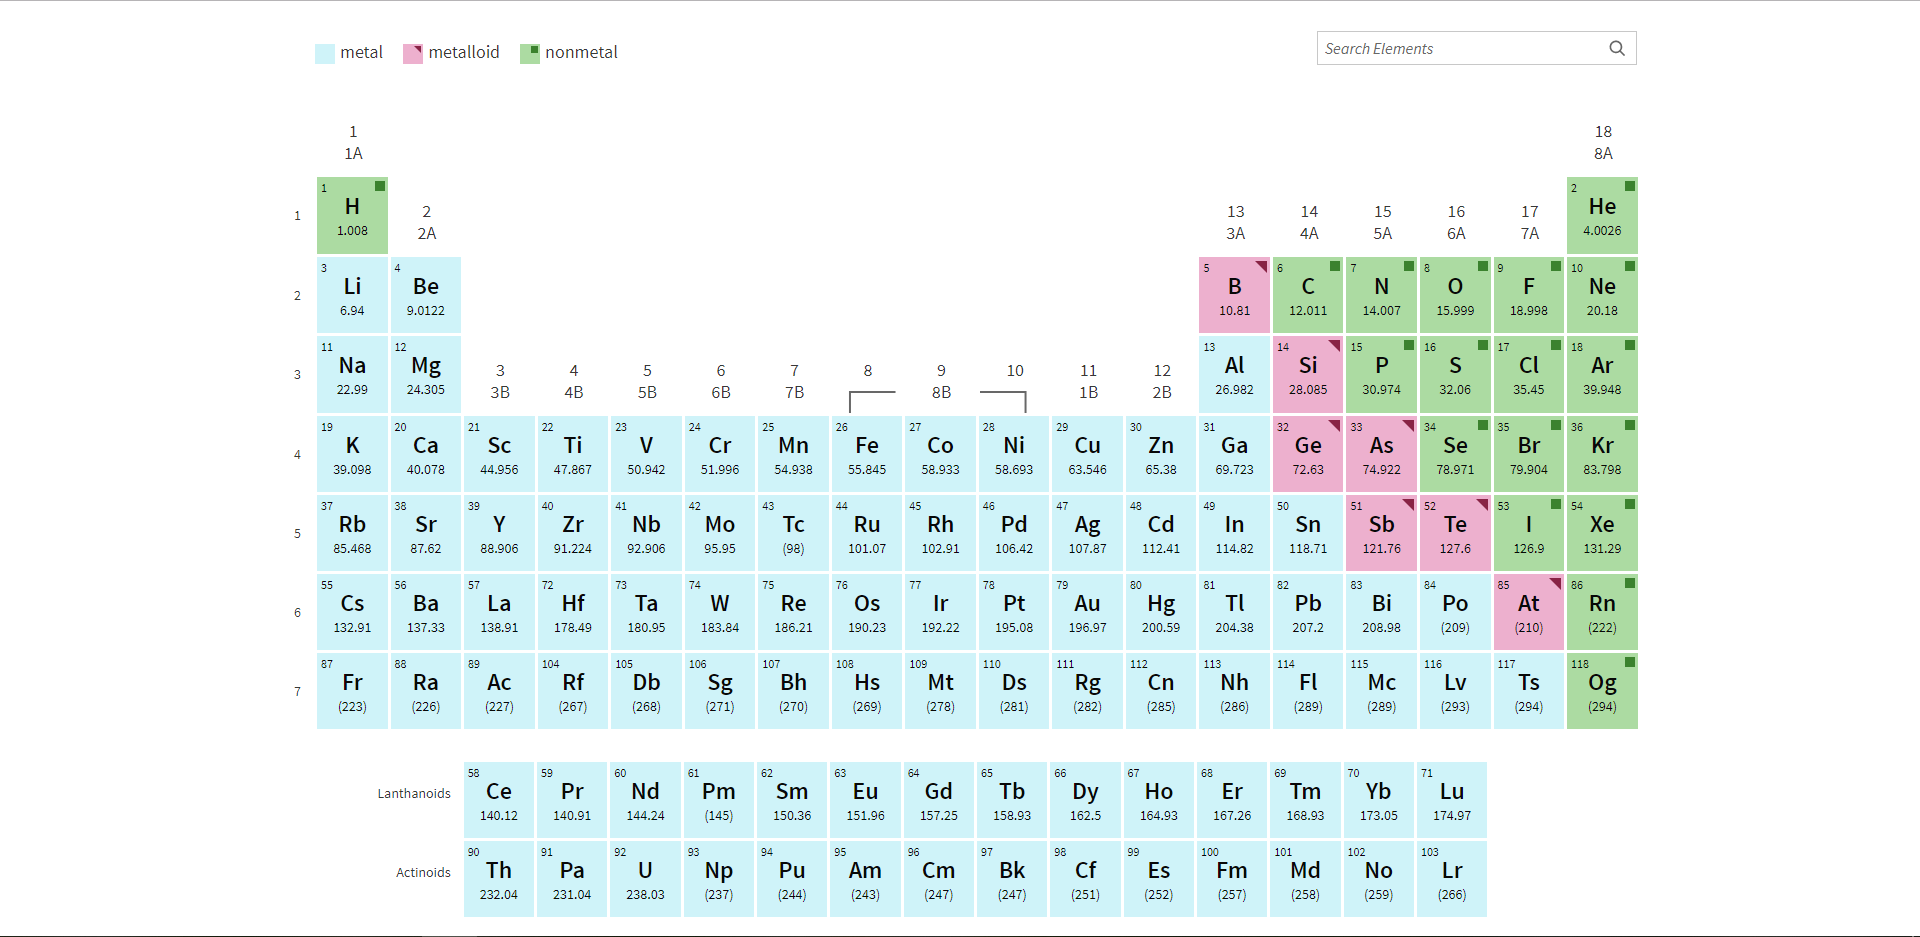 metal metalloid nonmetal Search Elements
1 18
1A 8A
1 2
H He
1 2 13 14 15 16 17
1.008 2A 3A 4A 5A 6A 7A 4.0026
3 4 5 6 7 8 9 10
2 Li Be B C N O F Ne
6.94 9.0122 10.81 12.011 14.007 15.999 18.998 20.18
11 12 13 14 15 16 17 18
3 Na Mg 3 4 5 6 7 8 9 10 11 12 Al Si P S Cl Ar
22.99 24.305 3B 4B 5B 6B 7B 8B 1B 2B 26.982 28.085 30.974 32.06 35.45 39.948
19 20 21 22 23 24 25 26 27 28 29 30 31 32 33 34 35 36
4 K Ca Sc Ti V Cr Mn Fe Co Ni Cu Zn Ga Ge As Se Br Kr
39.098 40.078 44.956 47.867 50.942 51.996 54.938 55.845 58.933 58.693 63.546 65.38 69.723 72.63 74.922 78.971 79.904 83.798
37 38 39 40 41 42 43 44 45 46 47 48 49 50 51 52 53 54
5 Rb Sr Y Zr Nb Mo Tc Ru Rh Pd Ag Cd In Sn Sb Te I Xe
85.468 87.62 88.906 91.224 92.906 95.95 (98) 101.07 102.91 106.42 107.87 112.41 114.82 118.71 121.76 127.6 126.9 131.29
55 56 57 72 73 74 75 76 77 78 79 80 81 82 83 84 85 86
6 Cs Ba La Hf Ta W Re Os Ir Pt Au Hg Tl Pb Bi Po At Rn
132.91 137.33 138.91 178.49 180.95 183.84 186.21 190.23 192.22 195.08 196.97 200.59 204.38 207.2 208.98 (209) (210) (222)
87 88 89 104 105 106 107 108 109 110 111 112 113 114 115 116 117 118
7 Fr Ra Ac Rf Db Sg Bh Hs Mt Ds Rg Cn Nh Fl Mc Lv Ts Og
(223) (226) (227) (267) (268) (271) (270) (269) (278) (281) (282) (285) (286) (289) (289) (293) (294) (294)
58 59 60 61 62 63 64 65 66 67 68 69 70 71
Lanthanoids Ce Pr Nd Pm Sm Eu Gd Tb Dy Ho Er Tm Yb Lu
140.12 140.91 144.24 (145) 150.36 151.96 157.25 158.93 162.5 164.93 167.26 168.93 173.05 174.97
90 91 92 93 94 95 96 97 98 99 100 101 102 103
Actinoids Th Pa U Np Pu Am Cm Bk Cf Es Fm Md No Lr
232.04 231.04 238.03 (237) (244) (243) (247) (247) (251) (252) (257) (258) (259) (266)